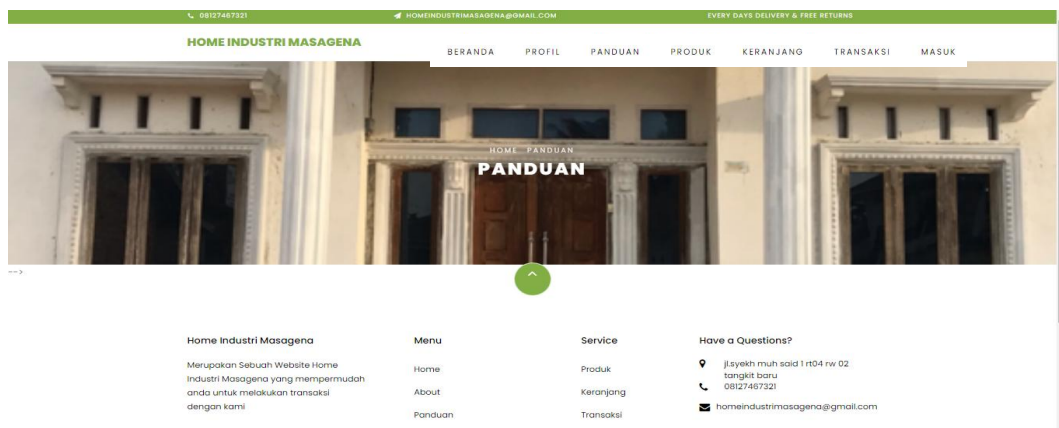 08127467321
HOMEINDUSTRIMASAGENA@GMAIL.COM
EVERY DAYS DELIVERY & FREE RETURNS
HOME INDUSTRI MASAGENA
BERANDA PROFIL PANDUAN PRODUK KERANJANG TRANSAKSI MASUK
HOME PANDUAN
PANDUAN
-->
Home Industri Masagena
Merupakan Sebuah Website Home
Industri Masagena yang mempermudah
anda untuk melakukan transaksi
dengan kami
Menu
Home
About
Panduan
Service
Produk
Keranjang
Transaksi
Have a Questions?
jl.syekh muh said 1 rt04 rw 02
tangkit baru
08127467321
homeindustrimasagena@gmail.com